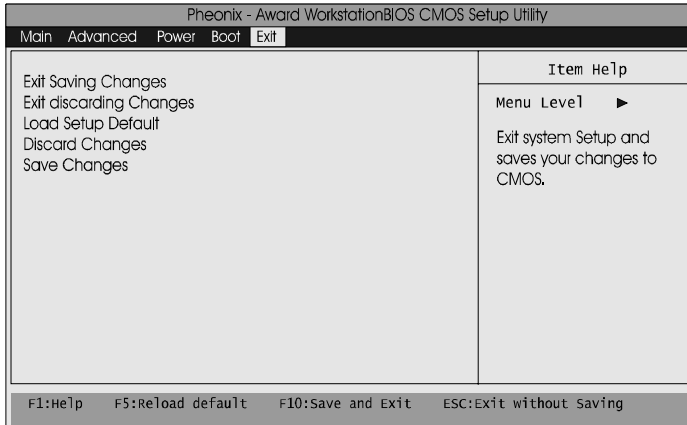 Pheonix - Award WorkstationBIOS CMOS Setup Utility
Main Advanced Power Boot Exit
Exit Saving Changes
Exit discarding Changes
Load Setup Default
Discard Changes
Save Changes
Item Help
Menu Level ►
Exit system Setup and
saves your changes to
CMOS.
F1:Help F5:Reload default F10:Save and Exit ESC:Exit without Saving